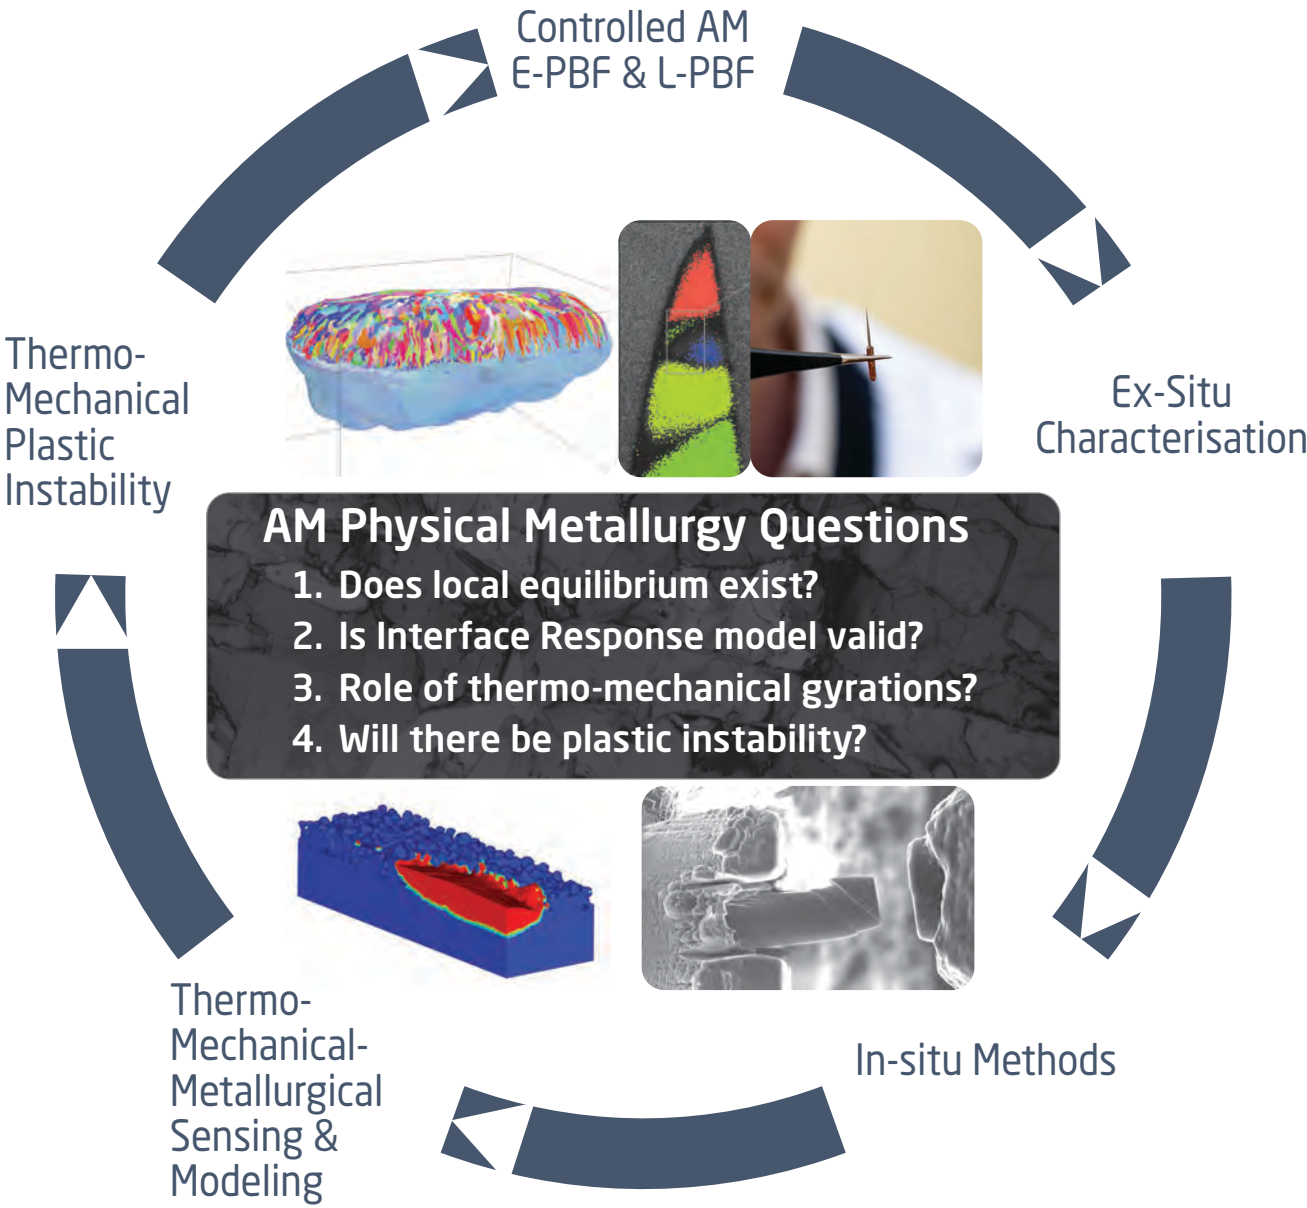 Controlled AM
E-PBF & L-PBF
Ex-Situ
Characterisation
In-situ Methods
Thermo-
Mechanical-
Metallurgical
Sensing &
Modeling
Thermo-
Mechanical
Plastic
Instability
AM Physical Metallurgy Questions
1. Does local equilibrium exist?
2. Is Interface Response model valid?
3. Role of thermo-mechanical gyrations?
4. Will there be plastic instability?